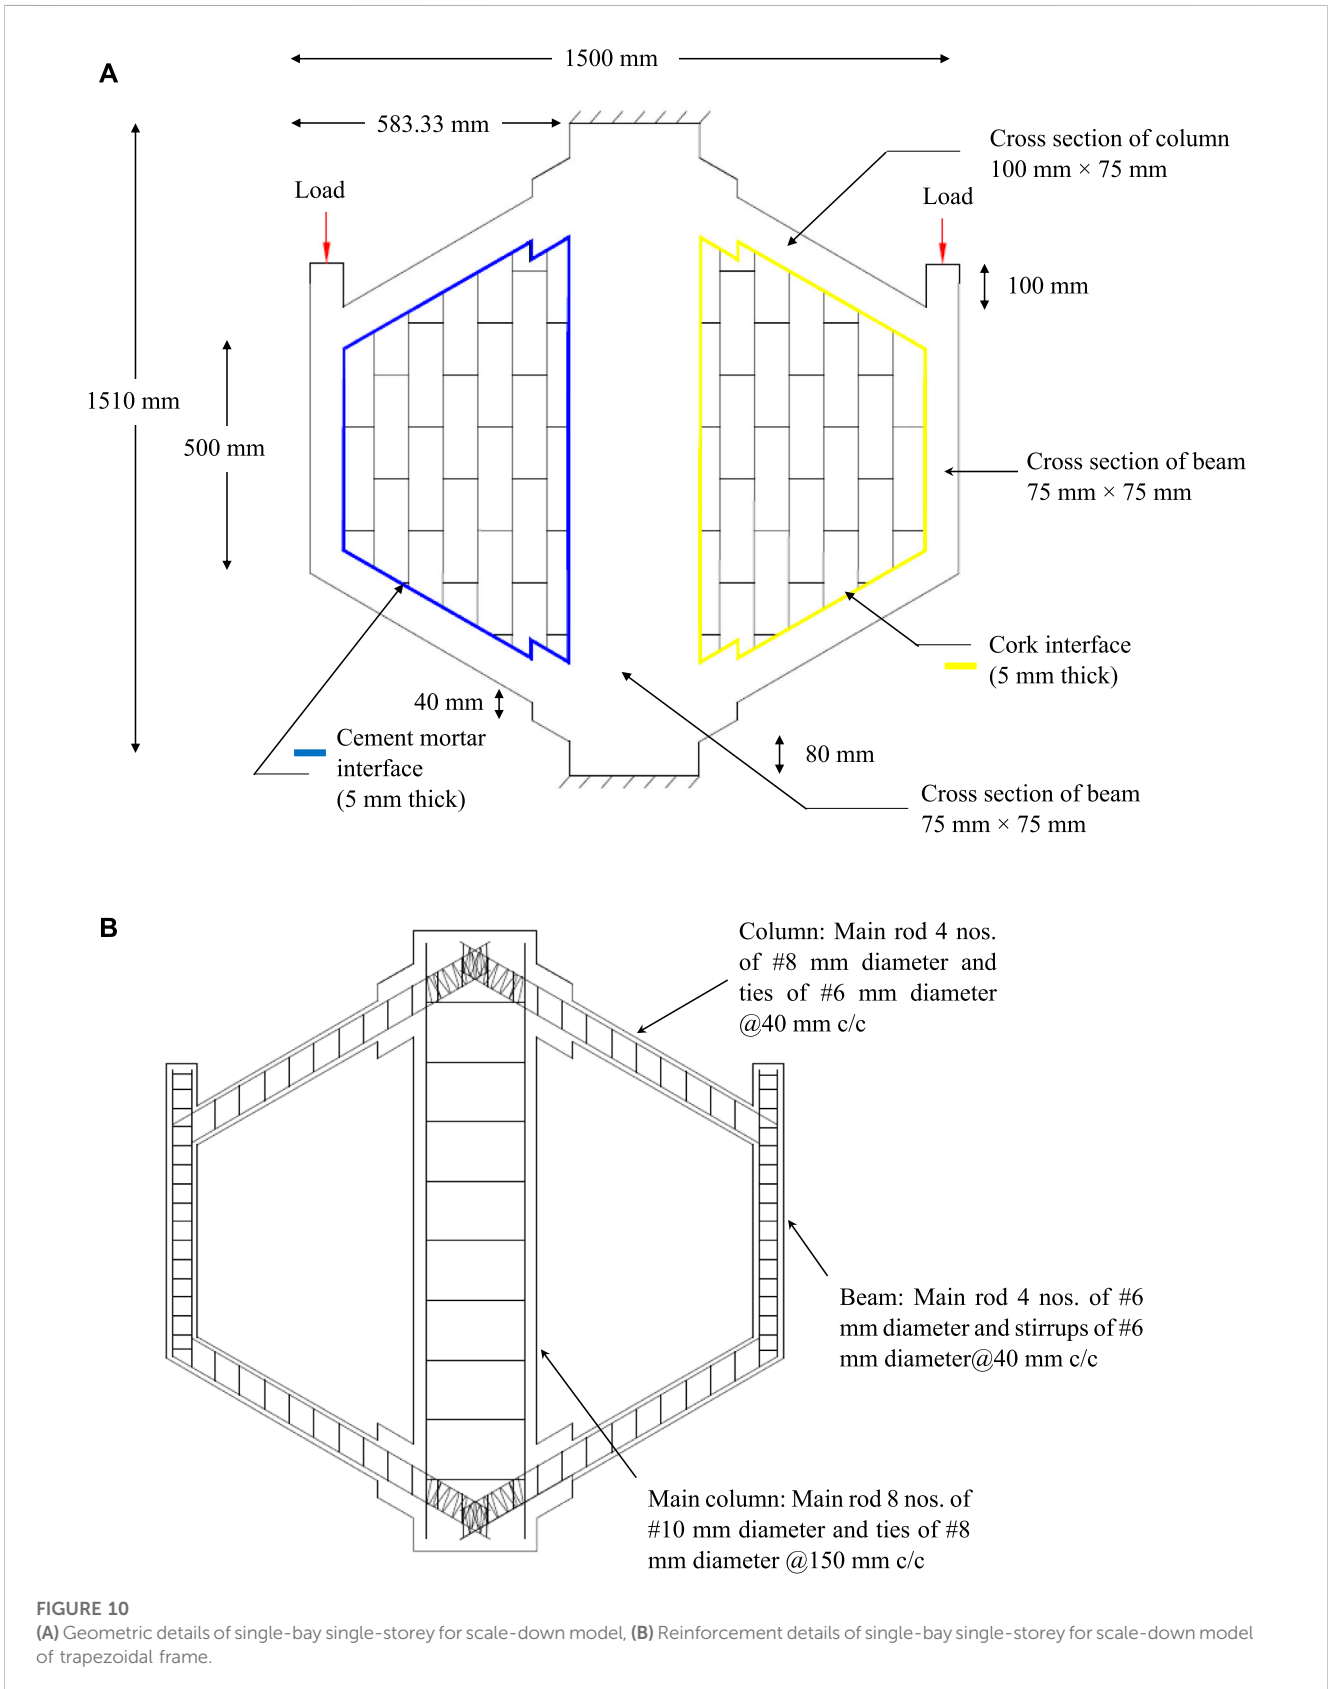 A
1500 mm
583.33 mm
Cross section of column
100 mm × 75 mm
Load
Load
100 mm
1510 mm
500 mm
Cross section of beam
75 mm × 75 mm
Cork interface
(5 mm thick)
40 mm
Cement mortar
interface
(5 mm thick)
80 mm
Cross section of beam
75 mm × 75 mm
B
Column: Main rod 4 nos.
of #8 mm diameter and
ties of #6 mm diameter
@40 mm c/c
Beam: Main rod 4 nos. of #6
mm diameter and stirrups of #6
mm diameter@40 mm c/c
Main column: Main rod 8 nos. of
#10 mm diameter and ties of #8
mm diameter @150 mm c/c
FIGURE 10
(A) Geometric details of single-bay single-storey for scale-down model, (B) Reinforcement details of single-bay single-storey for scale-down model
of trapezoidal frame.